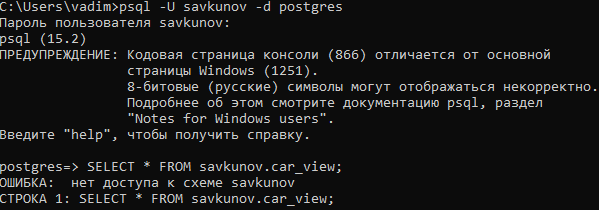 C:\Users\vadim>psql -U savkunov -d postgres
Пароль пользователя savkunov:
psql (15.2)
ПРЕДУПРЕЖДЕНИЕ: Кодовая страница консоли (866) отличается от основной
страницы Windows (1251).
8-битовые (русские) символы могут отображаться некорректно.
Подробнее об этом смотрите документацию psql, раздел
"Notes for Windows users".
Введите "help", чтобы получить справку.
postgres=> SELECT * FROM savkunov.car_view;
ОШИБКА:  нет доступа к схеме savkunov
СТРОКА 1: SELECT * FROM savkunov.car_view;